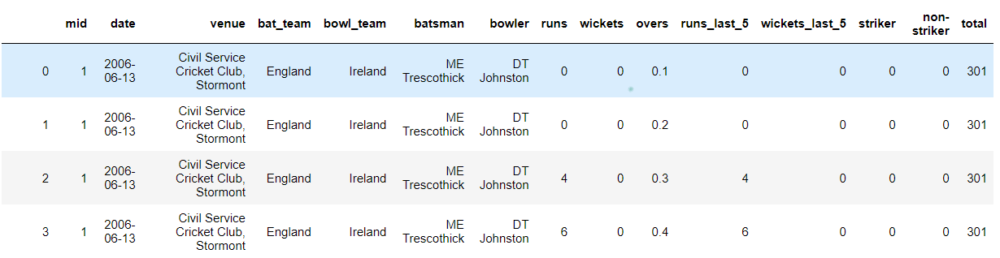 mid date venue bat_team bowl_team batsman bowler runs wickets overs runs_last_5 wickets_last_5 striker non-striker total
0 1 2006-06-13 Civil Service Cricket Club, Stormont England Ireland ME Trescothick DT Johnston 0 0 0.1 0 0 0 0 301
1 1 2006-06-13 Civil Service Cricket Club, Stormont England Ireland ME Trescothick DT Johnston 0 0 0.2 0 0 0 0 301
2 1 2006-06-13 Civil Service Cricket Club, Stormont England Ireland ME Trescothick DT Johnston 4 0 0.3 4 0 0 0 301
3 1 2006-06-13 Civil Service Cricket Club, Stormont England Ireland ME Trescothick DT Johnston 6 0 0.4 6 0 0 0 301